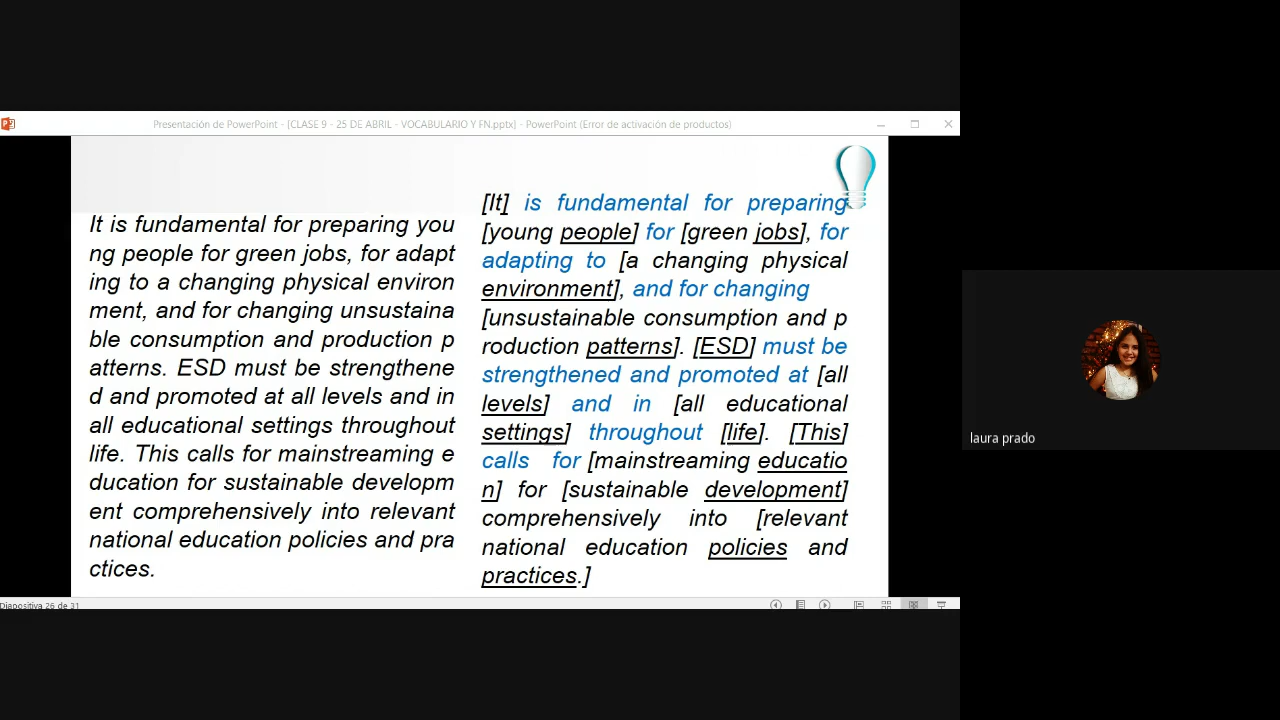 Presentación de PowerPoint - [CLASE 9 - 25 DE ABRIL - VOCABULARIO Y FN.pptx] - PowerPoint (Error de activación de productos)
It is fundamental for preparing you
ng people for green jobs, for adapt
ing to a changing physical environ
ment, and for changing unsustaina
ble consumption and production p
atterns. ESD must be strengthene
d and promoted at all levels and in
all educational settings throughout
life. This calls for mainstreaming e
ducation for sustainable developm
ent comprehensively into relevant
national education policies and pra
ctices.
[It] is fundamental for preparing
[young people] for [green jobs], for
adapting to [a changing physical
environment], and for changing
[unsustainable consumption and p
roduction patterns]. [ESD] must be
strengthened and promoted at [all
levels] and in [all educational
settings] throughout [life]. [This]
calls for [mainstreaming educatio
n] for [sustainable development]
comprehensively into [relevant
national education policies and
practices.]
laura prado
Diapositiva 26 de 31